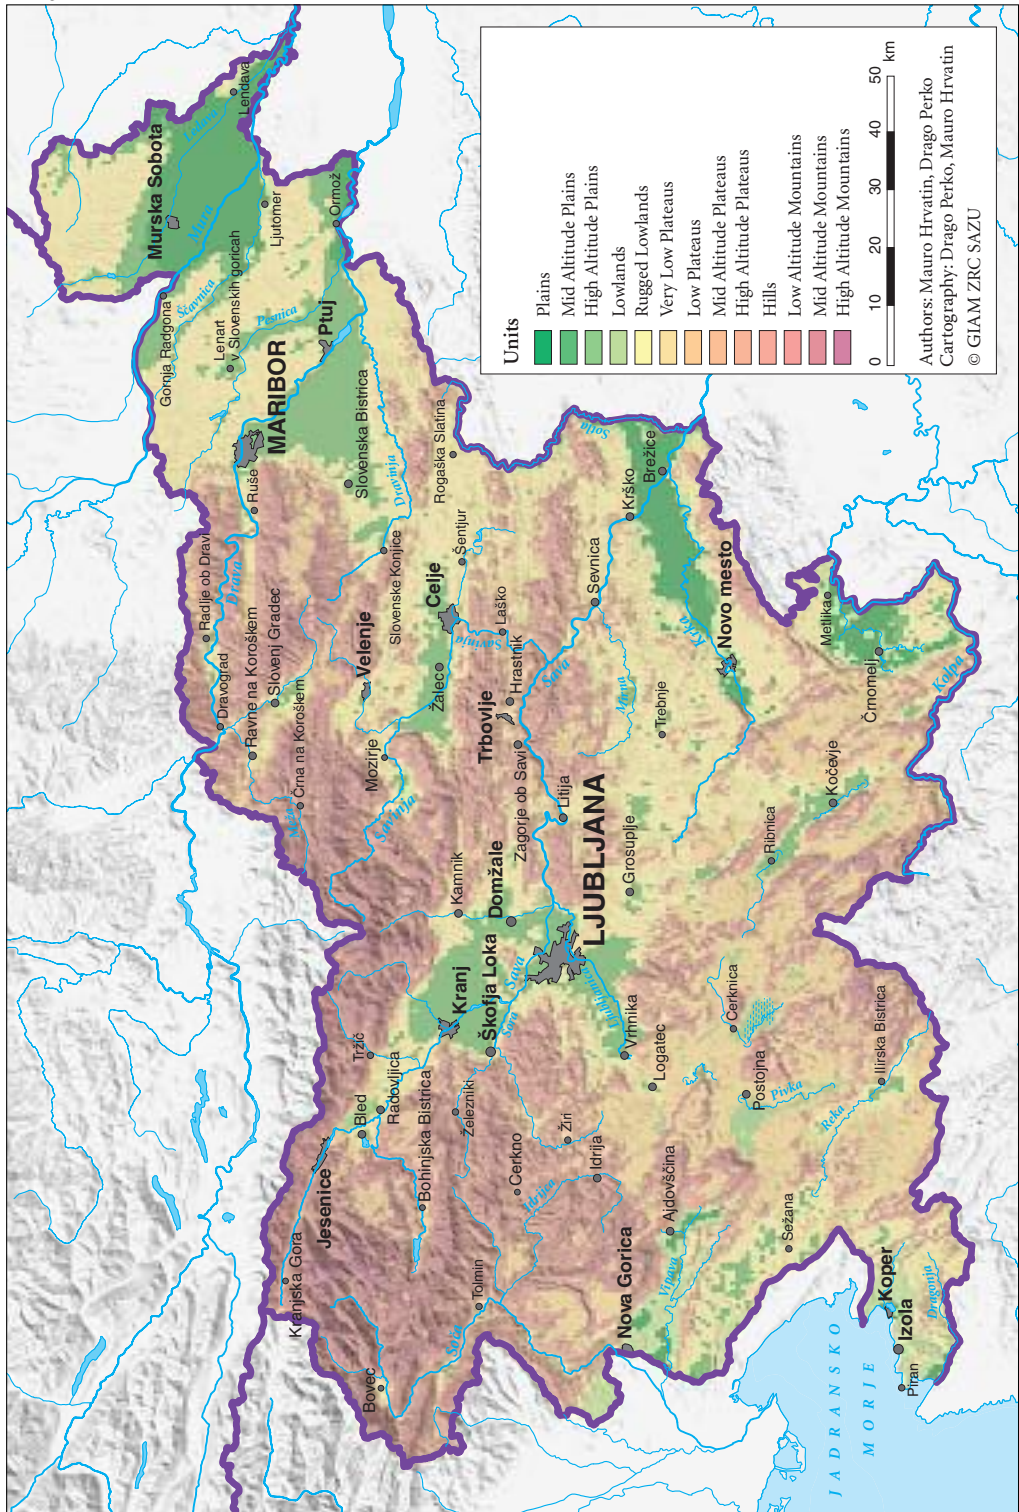 Kranjska Gora
Jesenice
Bovec
Soča
Tolmin
Bled
Radovljica
Tržič
Bohinjska Bistrica
Železniki
Cerkno
Idrijca
Žiri
Idrija
Kranj
Škofja Loka
Sora
Sava
Kamnik
Domžale
LJUBLJANA
Ljubljanica
Vrhnika
Logatec
Nova Gorica
Ajdovščina
Vipava
Sežana
Postojna
Pivka
Reka
Cerknica
Ilirska Bistrica
Koper
Izola
Piran
Dragonja
JADRANSKO
MORJE
Grosuplje
Ribnica
Kočevje
Litija
Zagorje ob Savi
Trbovlje
Hrastnik
Laško
Savinja
Sava
Mozirje
Savinja
Velenje
Žalec
Celje
Šentjur
Slovenske Konjice
Črna na Koroškem
Meža
Ravne na Koroškem
Dravograd
Slovenj Gradec
Radlje ob Dravi
Drava
Ruše
MARIBOR
Slovenska Bistrica
Dravinja
Rogaška Slatina
Ptuj
Pesnica
Lenart
v Slovenskih goricah
Gornja Radgona
Ščavnica
Mura
Murska Sobota
Ledava
Lendava
Ljutomer
Ormož
Sotla
Brežice
Krško
Sevnica
Mirna
Trebnje
Krka
Novo mesto
Metlika
Črnomelj
Kolpa
Units
Plains
Mid Altitude Plains
High Altitude Plains
Lowlands
Rugged Lowlands
Very Low Plateaus
Low Plateaus
Mid Altitude Plateaus
High Altitude Plateaus
Hills
Low Altitude Mountains
Mid Altitude Mountains
High Altitude Mountains
0 10 20 30 40 50 km
Authors: Mauro Hrvatin, Drago Perko
Cartography: Drago Perko, Mauro Hrvatin
© GIAM ZRC SAZU